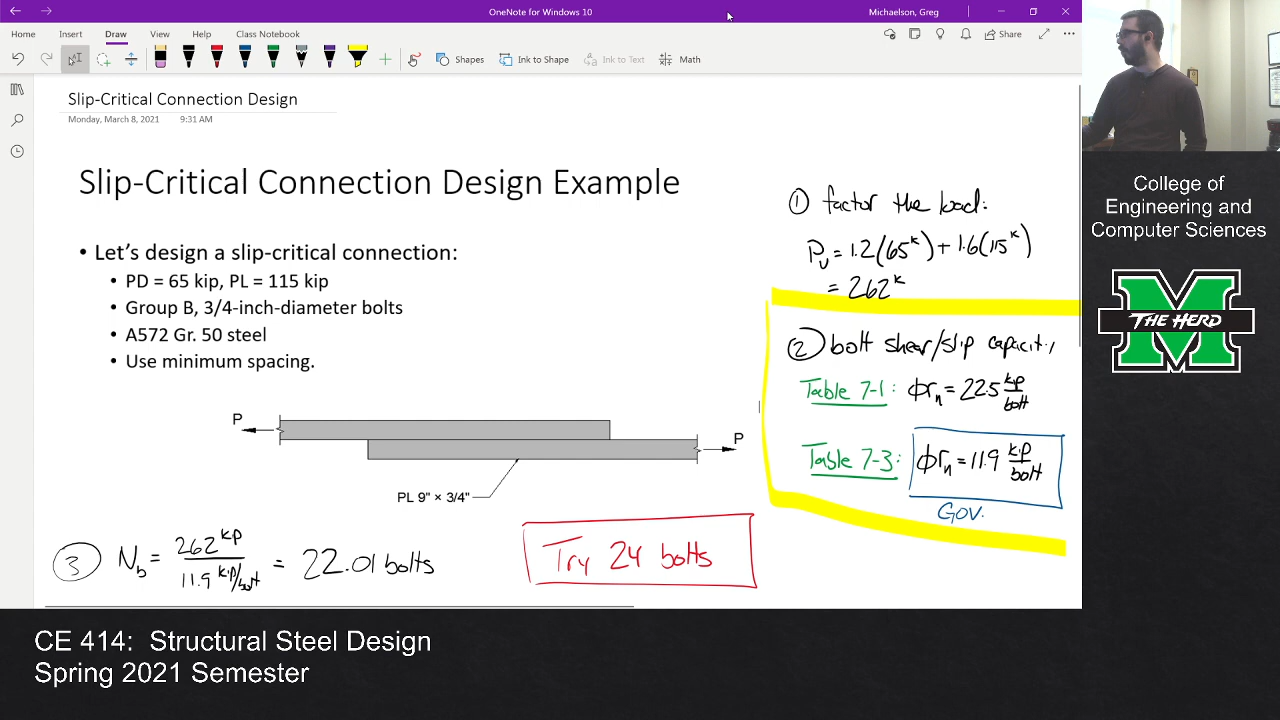 OneNote for Windows 10
Michaelson, Greg
Home Insert Draw View Help Class Notebook
Share
Shapes Ink to Shape Ink to Text Math
Slip-Critical Connection Design
Monday, March 8, 2021 9:31 AM
Slip-Critical Connection Design Example
• Let's design a slip-critical connection:
• PD = 65 kip, PL = 115 kip
• Group B, 3/4-inch-diameter bolts
• A572 Gr. 50 steel
• Use minimum spacing.
P
P
PL 9" × 3/4"
① factor the load:
Pu = 1.2(65ᵏ) + 1.6(115ᵏ)
= 262ᵏ
② bolt shear/slip capacity
Table 7-1: ϕrn = 22.5 kip/bolt
Table 7-3: ϕrn = 11.9 kip/bolt
Gov.
③ Nb = 262 kip / 11.9 kip/bolt = 22.01 bolts
Try 24 bolts
College of
Engineering and
Computer Sciences
M
THE HERD
CE 414: Structural Steel Design
Spring 2021 Semester